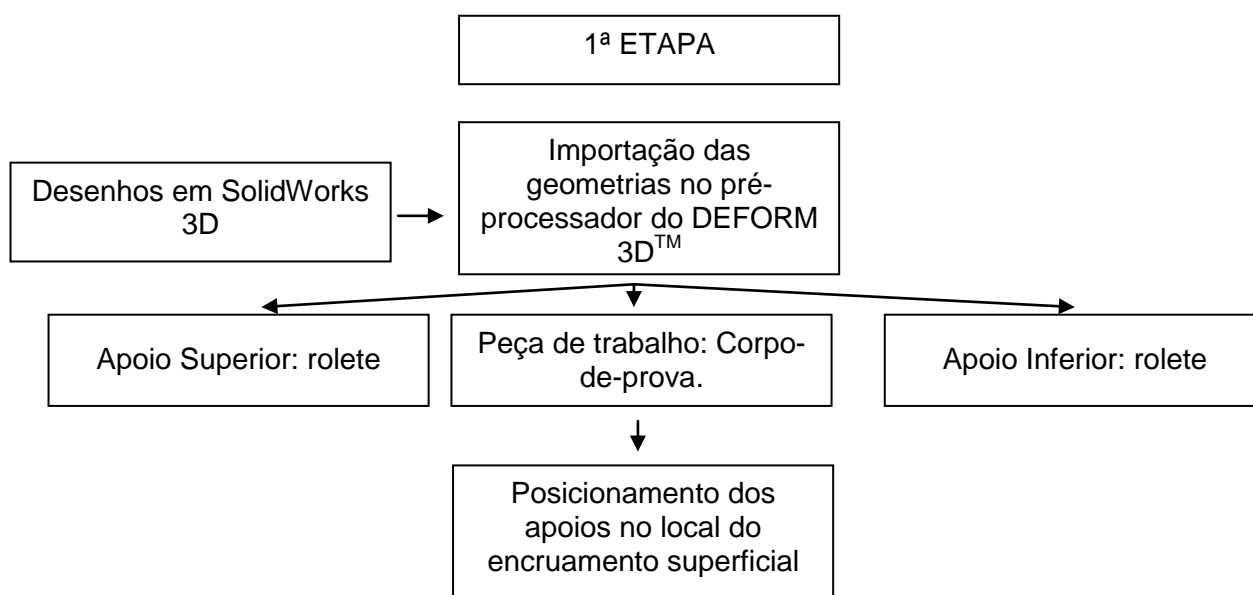 1ª ETAPA
Desenhos em SolidWorks
3D
Importação das
geometrias no pré-
processador do DEFORM
3D™
Apoio Superior: rolete
Peça de trabalho: Corpo-
de-prova.
Apoio Inferior: rolete
Posicionamento dos
apoios no local do
encruamento superficial